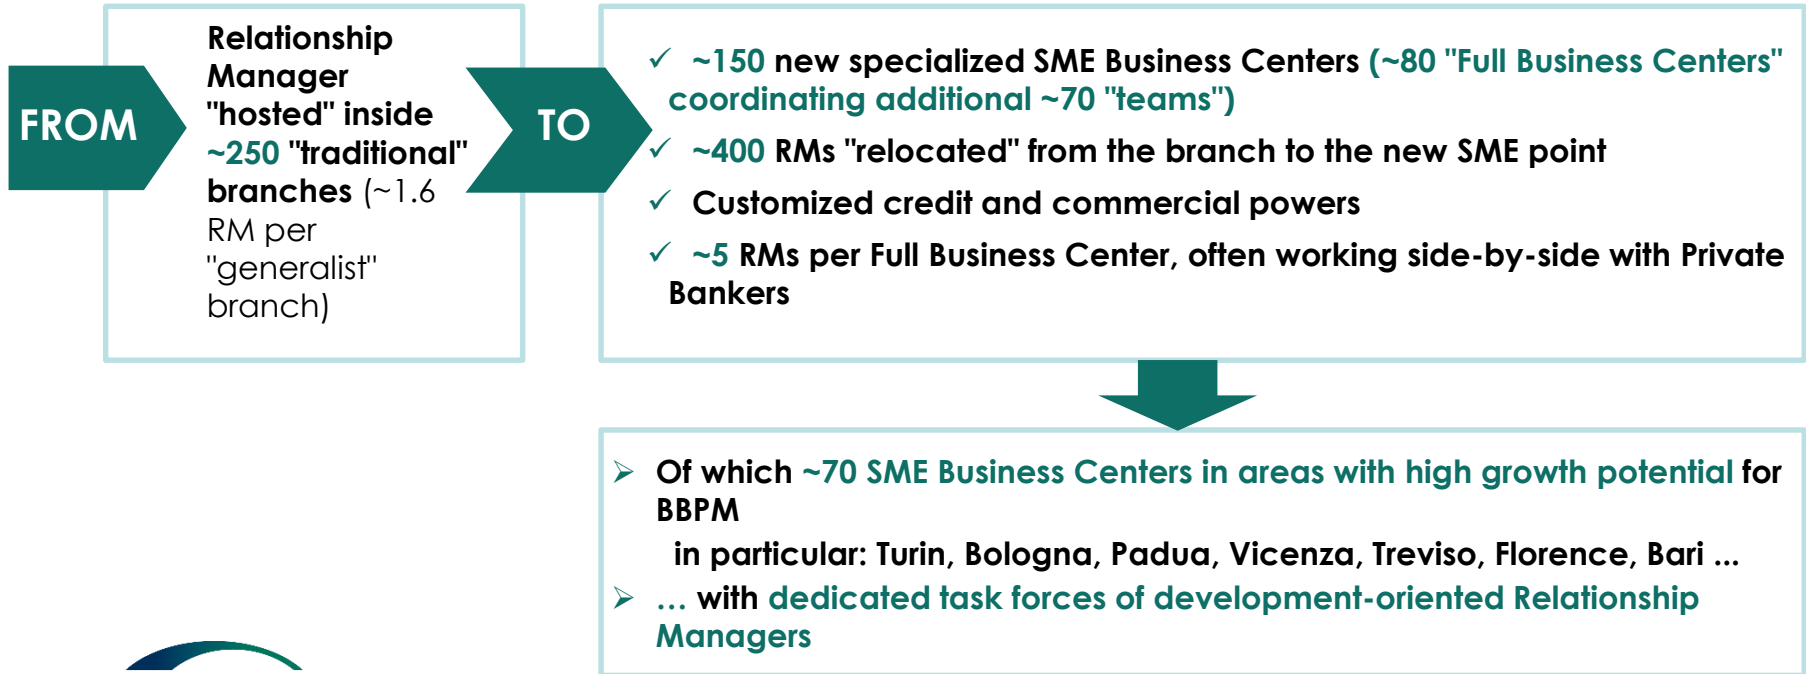 FROM
Relationship
Manager
"hosted" inside
~250 "traditional"
branches (~1.6
RM per
"generalist"
branch)
TO
✓ ~150 new specialized SME Business Centers (~80 "Full Business Centers"
coordinating additional ~70 "teams")
✓ ~400 RMs "relocated" from the branch to the new SME point
✓ Customized credit and commercial powers
✓ ~5 RMs per Full Business Center, often working side-by-side with Private
Bankers
➢ Of which ~70 SME Business Centers in areas with high growth potential for
BBPM
in particular: Turin, Bologna, Padua, Vicenza, Treviso, Florence, Bari ...
➢ ... with dedicated task forces of development-oriented Relationship
Managers